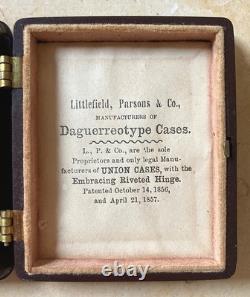 Littlefield, Parsons & Co.,
MANUFACTURERS OF
Daguerreotype Cases.
L., P. & Co., are the sole
Proprietors and only legal Manu-
facturers of UNION CASES, with the
Embracing Riveted Hinge.
Patented October 14, 1856,
and April 21, 1857.